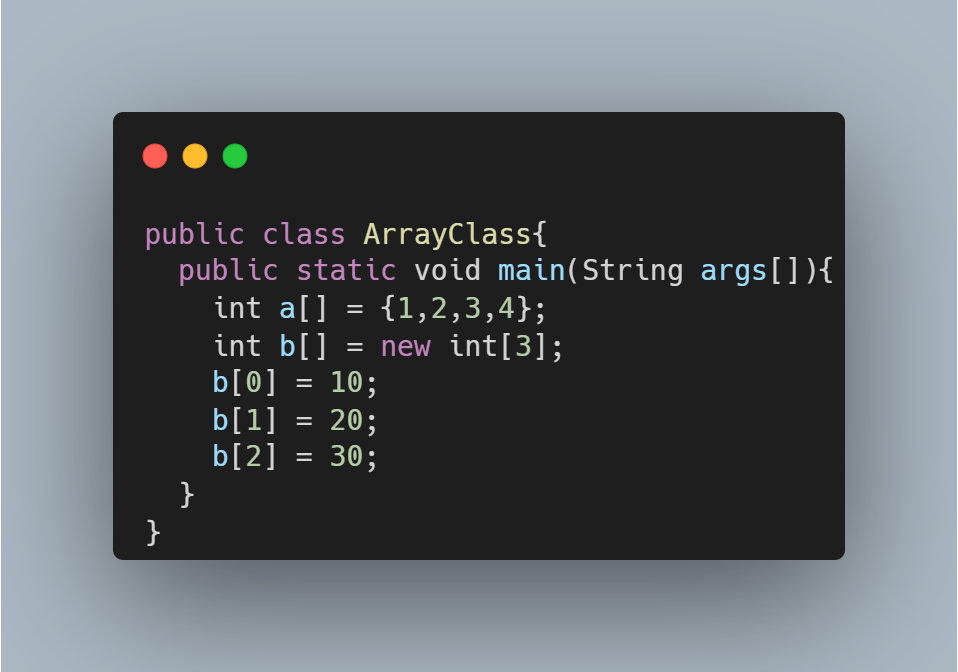 public class ArrayClass{
  public static void main(String args[]){
    int a[] = {1,2,3,4};
    int b[] = new int[3];
    b[0] = 10;
    b[1] = 20;
    b[2] = 30;
  }
}